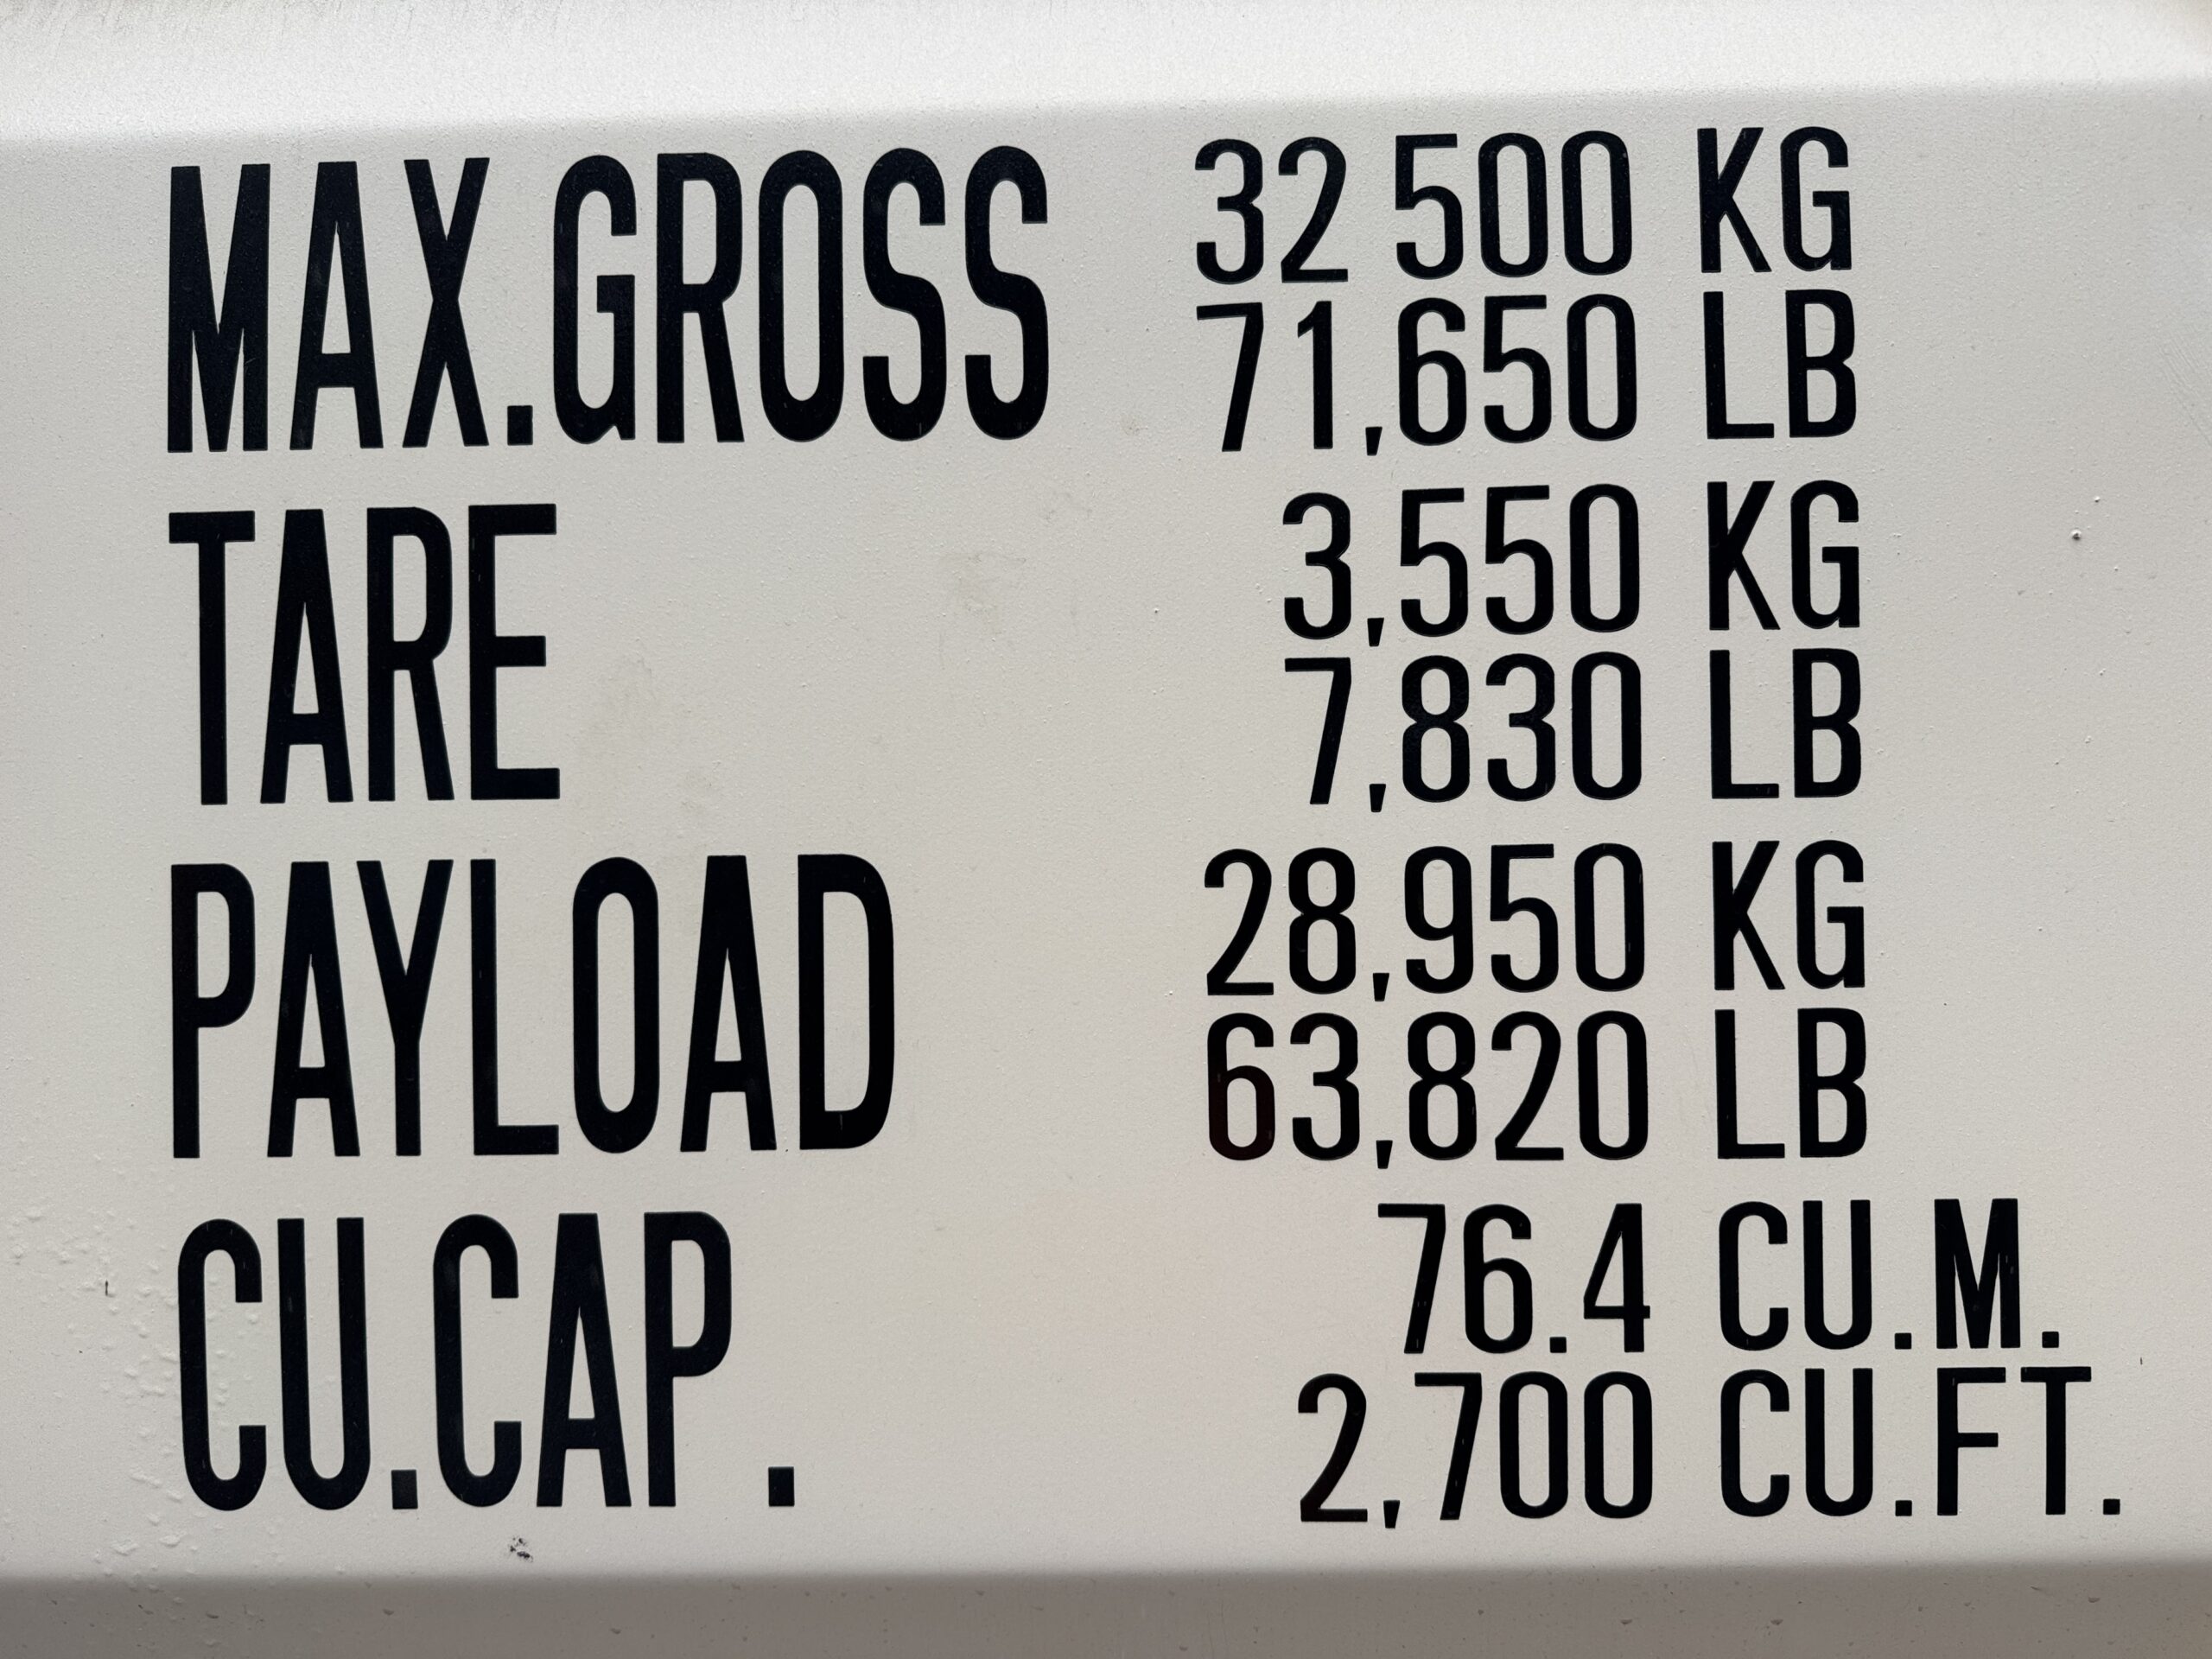 MAX.GROSS 32 500 KG
71,650 LB
TARE 3,550 KG
7,830 LB
PAYLOAD 28,950 KG
63,820 LB
CU.CAP. 76.4 CU.M.
2,700 CU.FT.